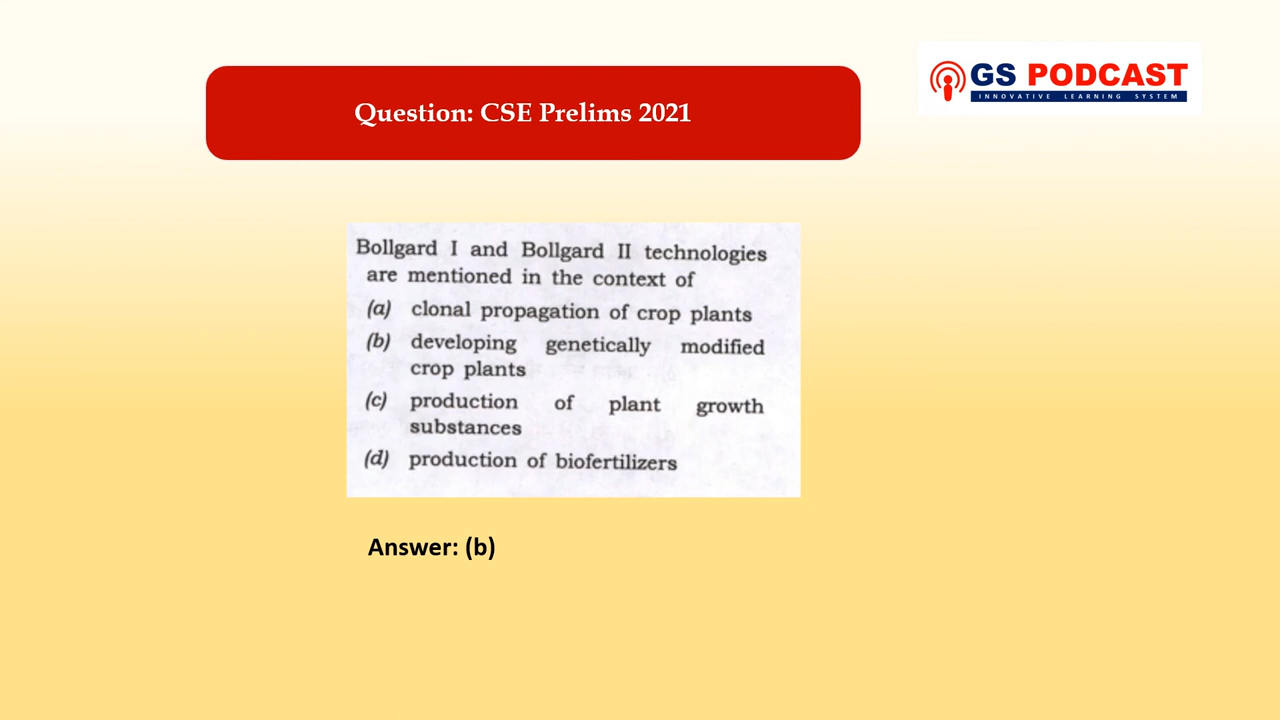 GS PODCAST
INNOVATIVE LEARNING SYSTEM
Question: CSE Prelims 2021
Bollgard I and Bollgard II technologies
are mentioned in the context of
(a) clonal propagation of crop plants
(b) developing genetically modified
crop plants
(c) production of plant growth
substances
(d) production of biofertilizers
Answer: (b)